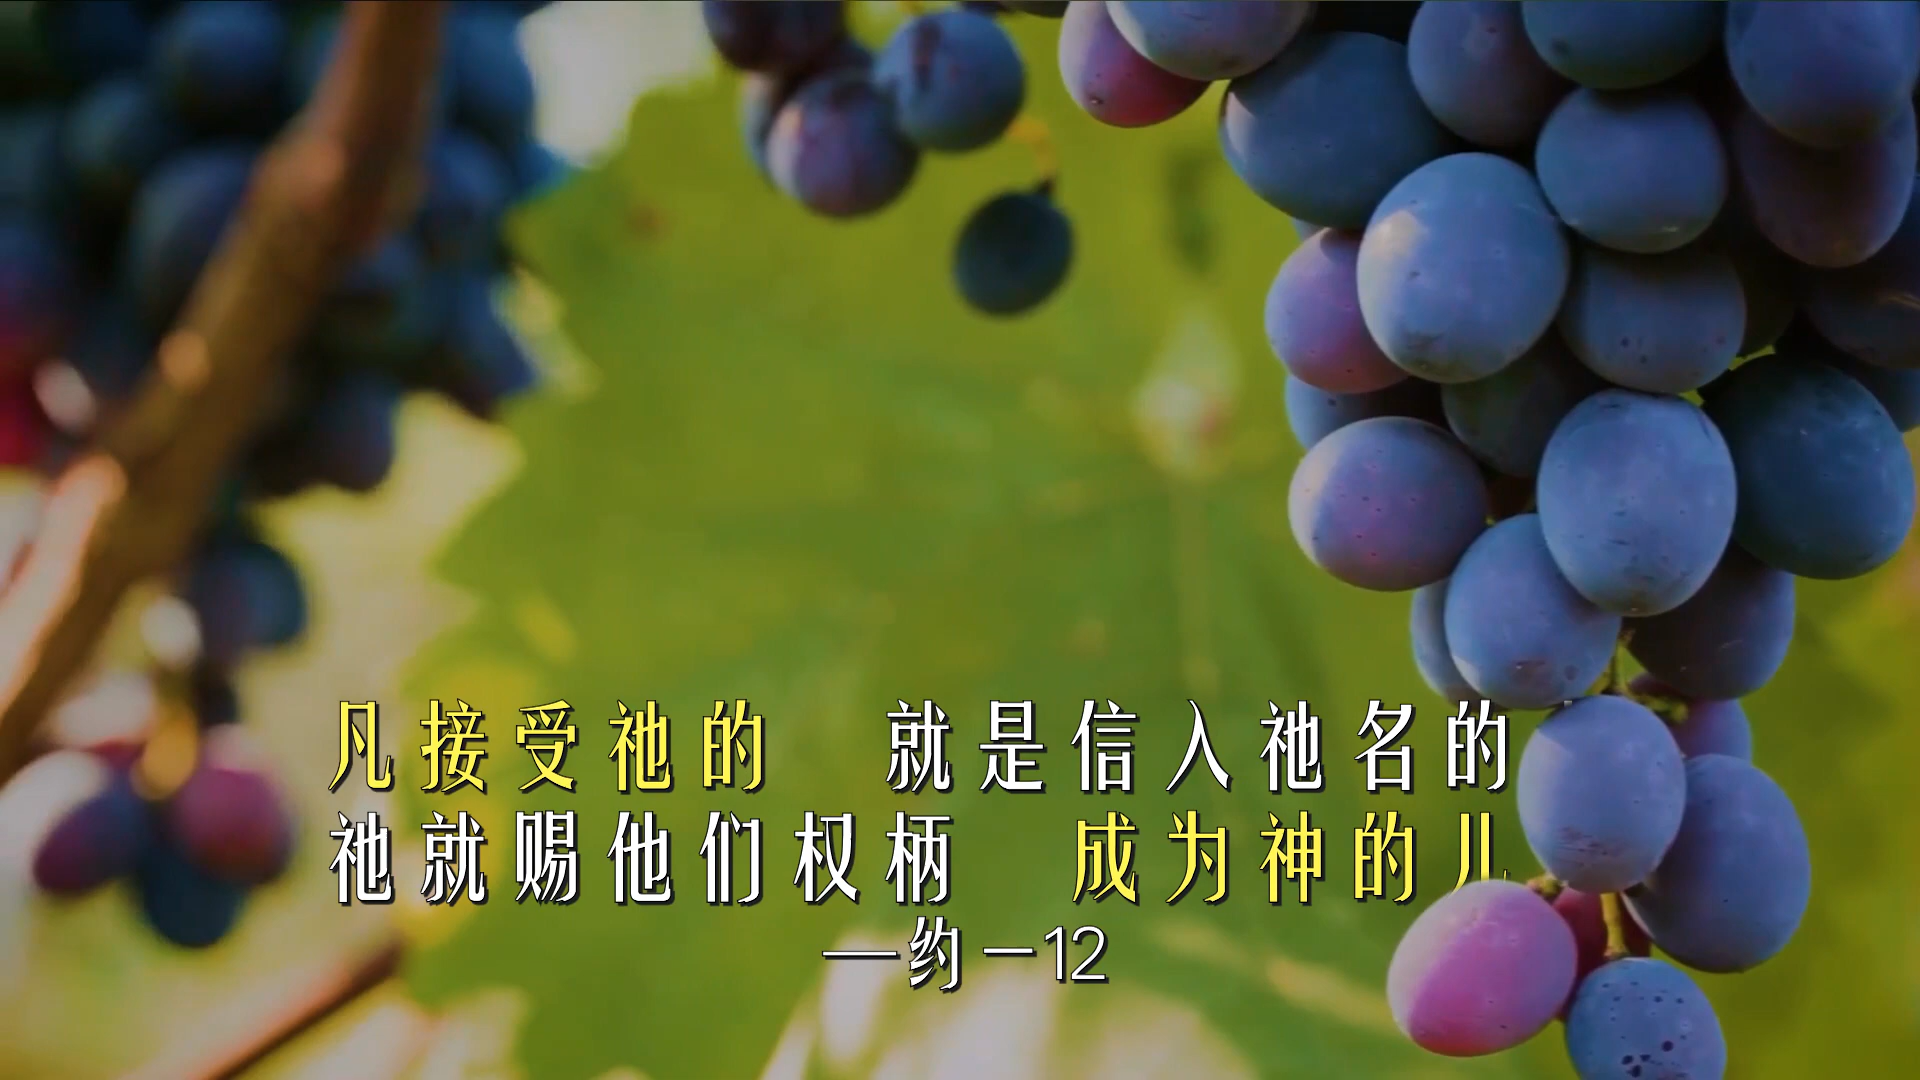 凡接受祂的 就是信入祂名的
祂就赐他们权柄 成为神的儿
—约一12